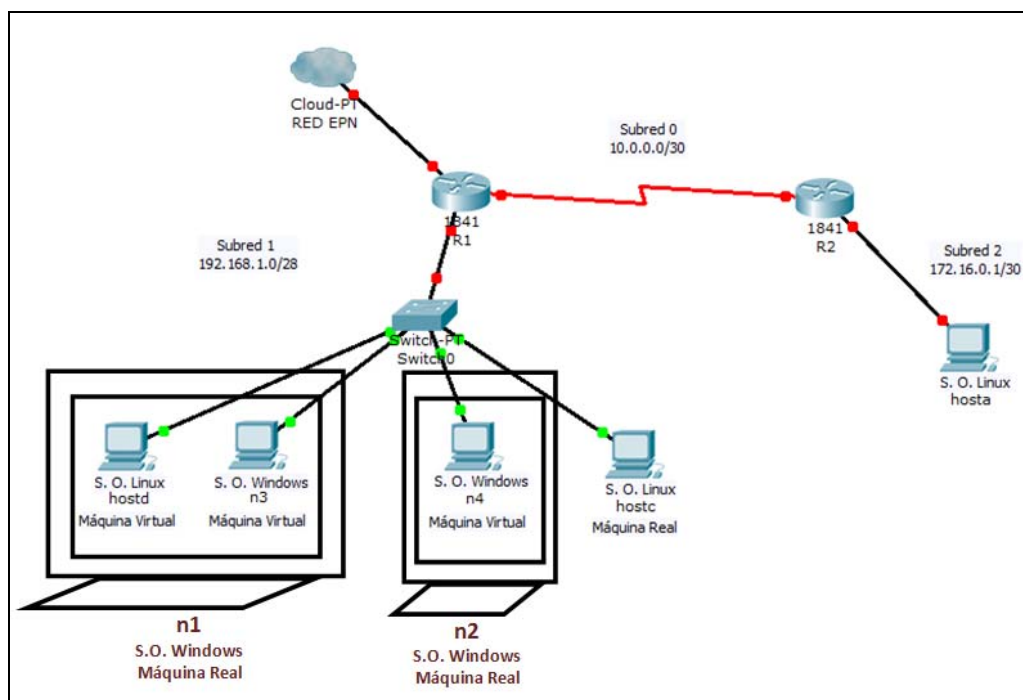 Cloud-PT
RED EPN
Subred 0
10.0.0.0/30
1841
R1
1841
R2
Subred 1
192.168.1.0/28
Subred 2
172.16.0.1/30
Switch-PT
Switch0
S. O. Linux
hosta
S. O. Linux
hostd
Máquina Virtual
S. O. Windows
n3
Máquina Virtual
S. O. Windows
n4
Máquina Virtual
S. O. Linux
hostc
Máquina Real
n1
S.O. Windows
Máquina Real
n2
S.O. Windows
Máquina Real